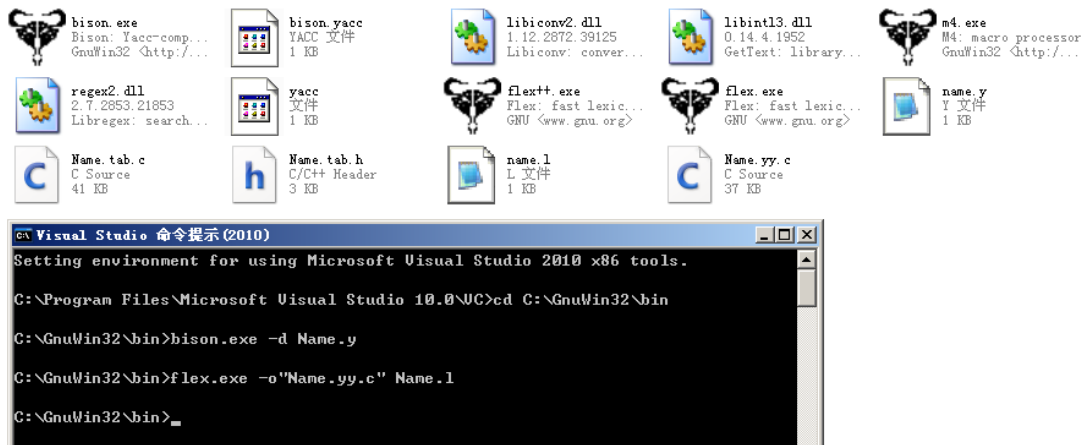 bison.exe
Bison: Yacc-comp...
GnuWin32 <http:/...
bison.yacc
YACC 文件
1 KB
libiconv2.dll
1.12.2872.39125
Libiconv: conver...
libintl3.dll
0.14.4.1952
GetText: library...
m4.exe
M4: macro processor
GnuWin32 <http:/...
regex2.dll
2.7.2853.21853
Libregex: search...
yacc
文件
1 KB
flex++.exe
Flex: fast lexic...
GNU <www.gnu.org>
flex.exe
Flex: fast lexic...
GNU <www.gnu.org>
name.y
Y 文件
1 KB
Name.tab.c
C Source
41 KB
Name.tab.h
C/C++ Header
3 KB
name.l
L 文件
1 KB
Name.yy.c
C Source
37 KB
Visual Studio 命令提示(2010)
Setting environment for using Microsoft Visual Studio 2010 x86 tools.
C:\Program Files\Microsoft Visual Studio 10.0\VC>cd C:\GnuWin32\bin
C:\GnuWin32\bin>bison.exe -d Name.y
C:\GnuWin32\bin>flex.exe -o"Name.yy.c" Name.l
C:\GnuWin32\bin>_